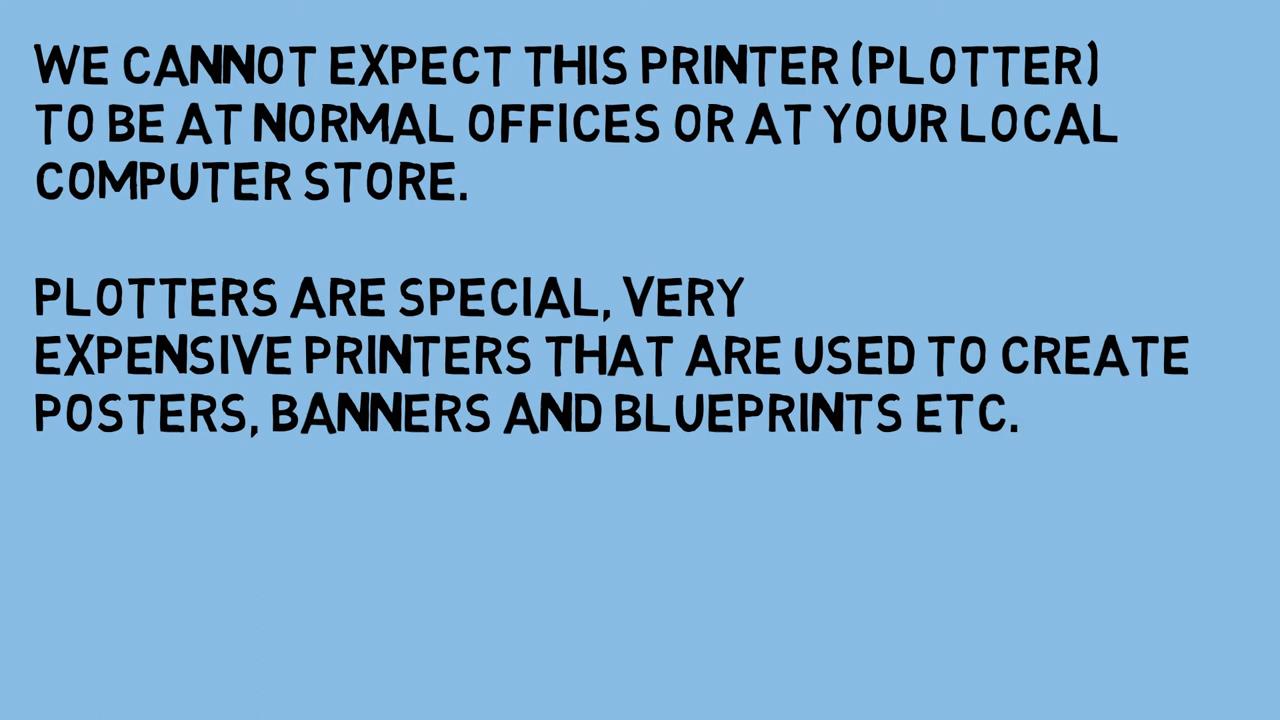 WE CANNOT EXPECT THIS PRINTER (PLOTTER)
TO BE AT NORMAL OFFICES OR AT YOUR LOCAL
COMPUTER STORE.
PLOTTERS ARE SPECIAL, VERY
EXPENSIVE PRINTERS THAT ARE USED TO CREATE
POSTERS, BANNERS AND BLUEPRINTS ETC.